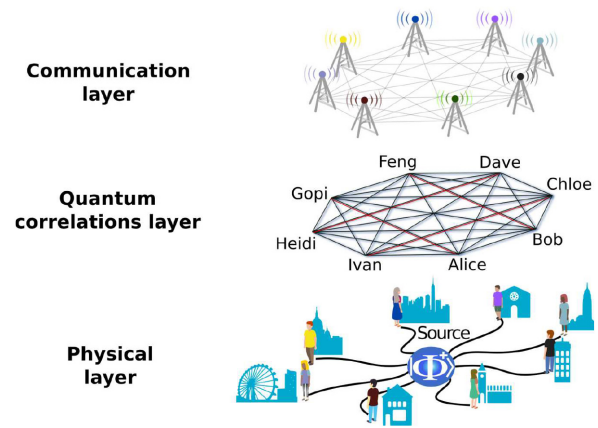 Communication
layer
Quantum
correlations layer
Feng
Dave
Gopi
Chloe
Heidi
Bob
Ivan
Alice
Physical
layer
Source
Φ+